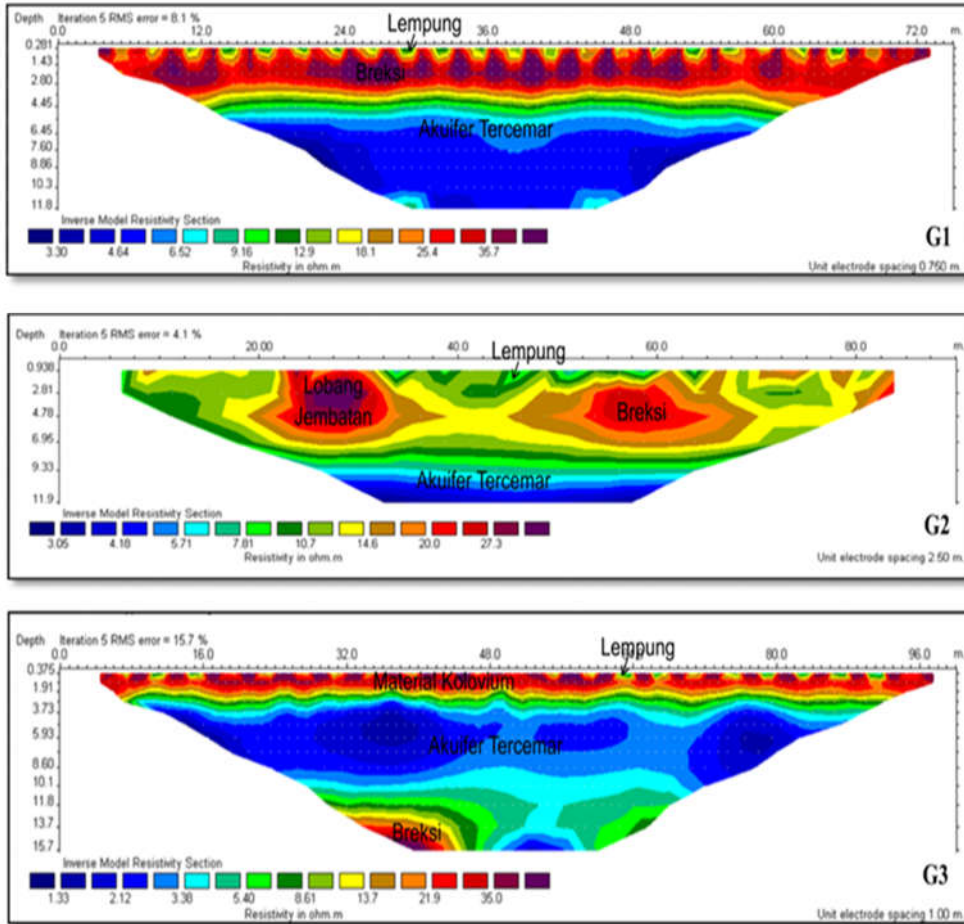 Depth Iteration 5 RMS error = 8.1 %
Lempung
0.0 12.0 24.0 36.0 48.0 60.0 72.0 m.
0.281
1.43
2.80
4.45
6.45
7.60
8.86
10.3
11.8
Breksi
Akuifer Tercemar
Inverse Model Resistivity Section
3.30 4.64 6.52 9.16 12.9 18.1 25.4 35.7
Resistivity in ohm.m
G1
Unit electrode spacing 0.750 m.
Depth Iteration 5 RMS error = 4.1 %
Lempung
0.0 20.00 40.0 60.0 80.0 m.
0.938
2.81
4.78
6.96
9.33
11.9
Lobang
Jembatan
Breksi
Akuifer Tercemar
Inverse Model Resistivity Section
3.05 4.18 5.71 7.81 10.7 14.6 20.0 27.3
Resistivity in ohm.m
G2
Unit electrode spacing 2.50 m.
Depth Iteration 5 RMS error = 15.7 %
Lempung
0.0 16.0 32.0 48.0 80.0 96.0 m.
0.375
1.91
3.73
5.93
8.60
10.1
11.8
13.7
15.7
Material Kolovium
Akuifer Tercemar
Breksi
Inverse Model Resistivity Section
1.33 2.12 3.38 5.40 8.61 13.7 21.9 35.0
Resistivity in ohm.m
G3
Unit electrode spacing 1.00 m.